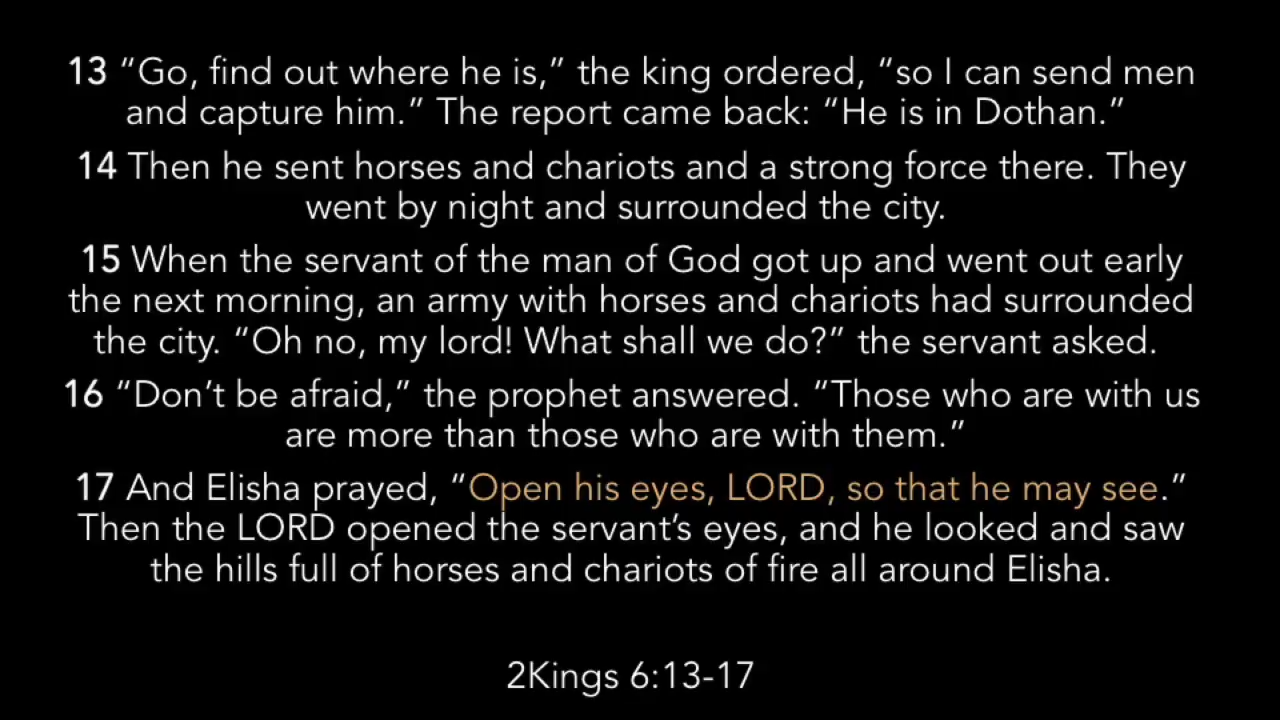 13 “Go, find out where he is,” the king ordered, “so I can send men
and capture him.” The report came back: “He is in Dothan.”
14 Then he sent horses and chariots and a strong force there. They
went by night and surrounded the city.
15 When the servant of the man of God got up and went out early
the next morning, an army with horses and chariots had surrounded
the city. “Oh no, my lord! What shall we do?” the servant asked.
16 “Don’t be afraid,” the prophet answered. “Those who are with us
are more than those who are with them.”
17 And Elisha prayed, “Open his eyes, LORD, so that he may see.”
Then the LORD opened the servant’s eyes, and he looked and saw
the hills full of horses and chariots of fire all around Elisha.
2Kings 6:13-17